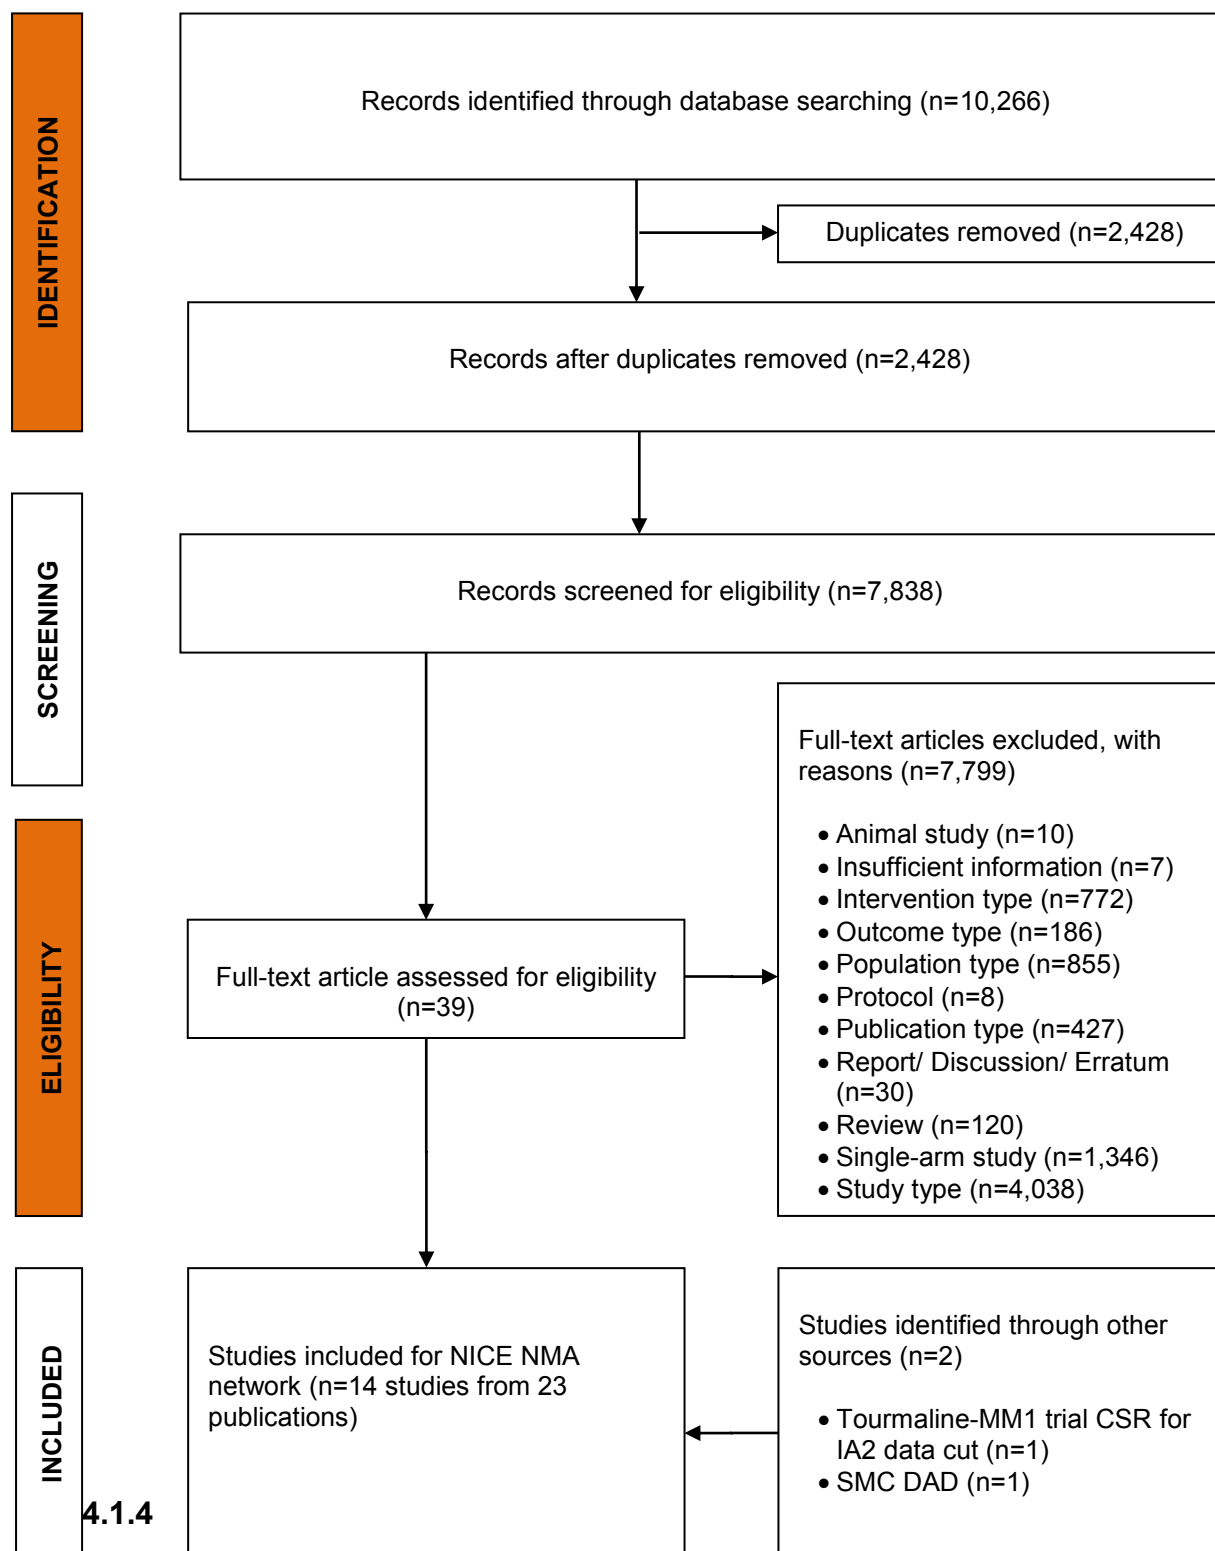 IDENTIFICATION
Records identified through database searching (n=10,266)
Duplicates removed (n=2,428)
Records after duplicates removed (n=2,428)
SCREENING
Records screened for eligibility (n=7,838)
Full-text articles excluded, with
reasons (n=7,799)
• Animal study (n=10)
• Insufficient information (n=7)
• Intervention type (n=772)
• Outcome type (n=186)
• Population type (n=855)
• Protocol (n=8)
• Publication type (n=427)
• Report/ Discussion/ Erratum
(n=30)
• Review (n=120)
• Single-arm study (n=1,346)
• Study type (n=4,038)
ELIGIBILITY
Full-text article assessed for eligibility
(n=39)
INCLUDED
Studies included for NICE NMA
network (n=14 studies from 23
publications)
Studies identified through other
sources (n=2)
• Tourmaline-MM1 trial CSR for
IA2 data cut (n=1)
• SMC DAD (n=1)
4.1.4